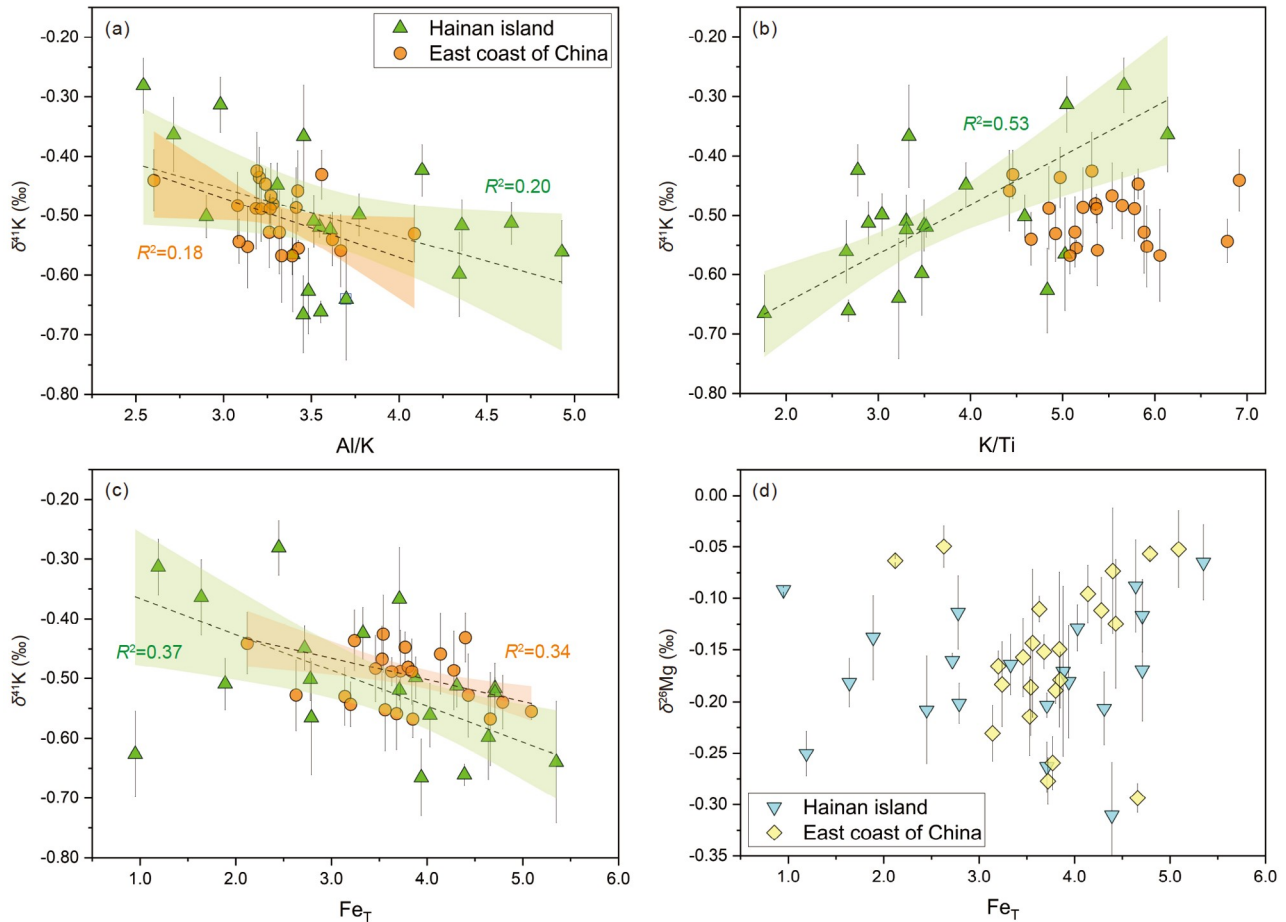 (a)
Hainan island
East coast of China
R²=0.20
R²=0.18
-0.20
-0.30
-0.40
-0.50
-0.60
-0.70
-0.80
δ⁴¹K (‰)
2.5 3.0 3.5 4.0 4.5 5.0
Al/K
(b)
R²=0.53
-0.20
-0.30
-0.40
-0.50
-0.60
-0.70
-0.80
δ⁴¹K (‰)
2.0 3.0 4.0 5.0 6.0 7.0
K/Ti
(c)
R²=0.37
R²=0.34
-0.20
-0.30
-0.40
-0.50
-0.60
-0.70
-0.80
δ⁴¹K (‰)
1.0 2.0 3.0 4.0 5.0 6.0
Fe_T
(d)
0.00
-0.05
-0.10
-0.15
-0.20
-0.25
-0.30
-0.35
δ²⁶Mg (‰)
Hainan island
East coast of China
1.0 2.0 3.0 4.0 5.0 6.0
Fe_T